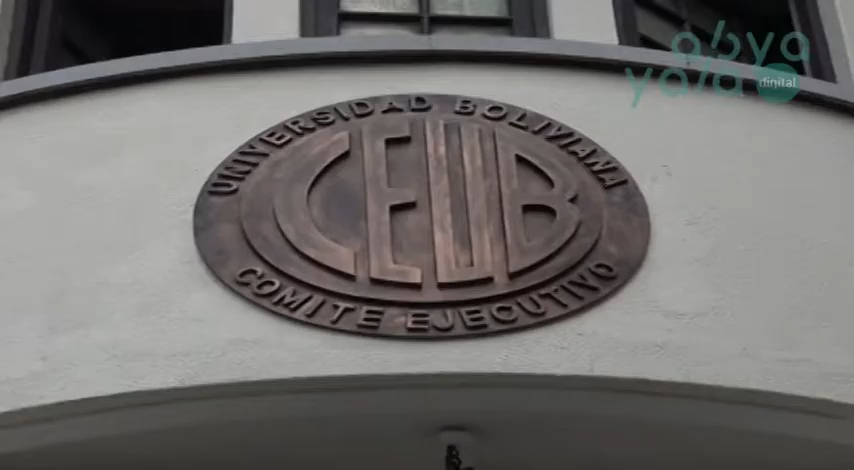 abya
yala digital
UNIVERSIDAD BOLIVIANA
CEUB
COMITE EJECUTIVO